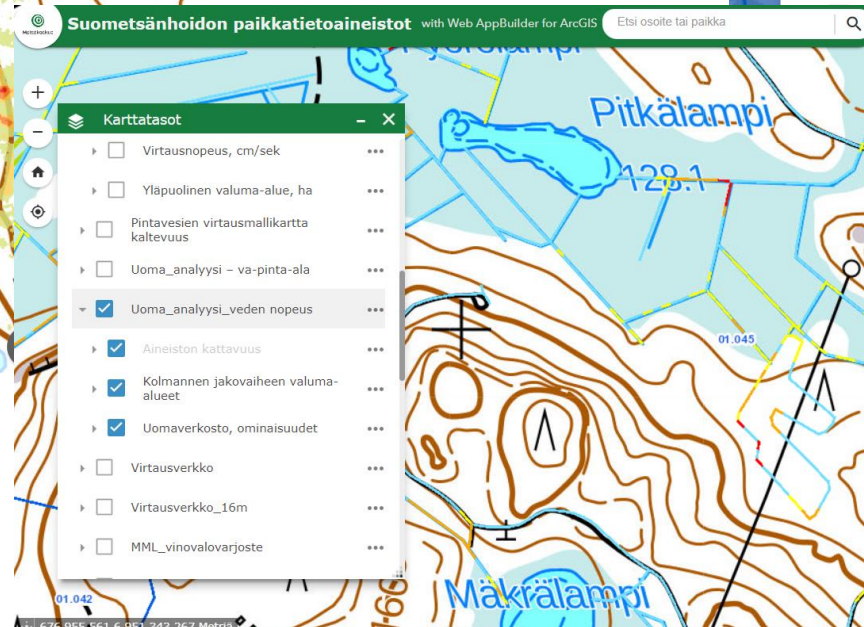 Metsäkeskus
Suometsänhoidon paikkatietoaineistot with Web AppBuilder for ArcGIS
Etsi osoite tai paikka
Karttatasot
Virtausnopeus, cm/sek
Yläpuolinen valuma-alue, ha
Pintavesien virtausmallikartta
kaltevuus
Uoma_analyysi – va-pinta-ala
Uoma_analyysi_veden nopeus
Aineiston kattavuus
Kolmannen jakovaiheen valuma-
alueet
Uomaverkosto, ominaisuudet
Virtausverkko
Virtausverkko_16m
MML_vinovalovarjoste
Pitkälampi
128.1
01.045
Mäkrälampi
01.042
Metriä